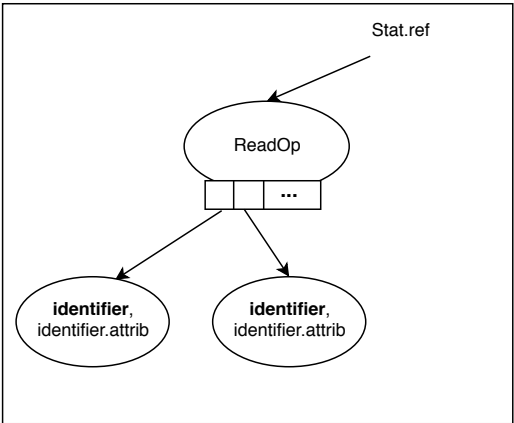 Stat.ref
ReadOp
...
identifier,
identifier.attrib
identifier,
identifier.attrib